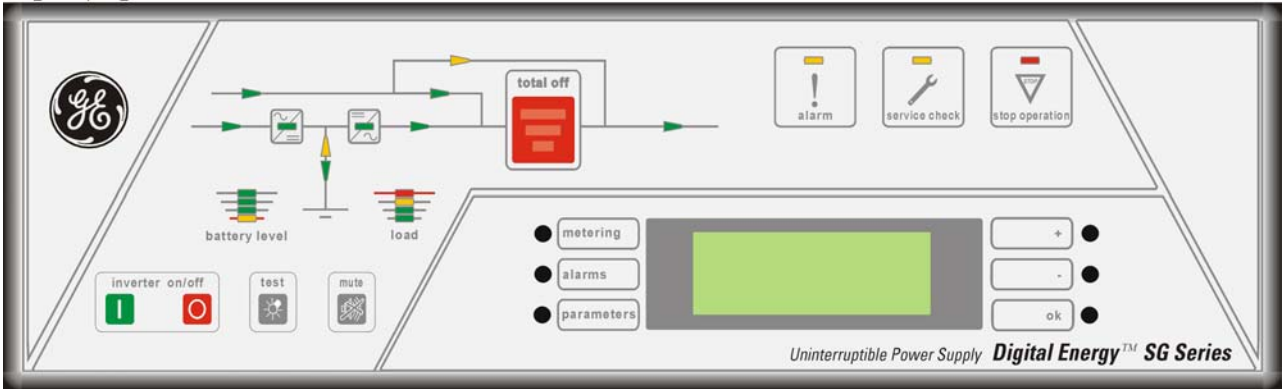 GE
total off
alarm
service check
STOP
stop operation
battery level
load
metering
+
alarms
-
parameters
ok
inverter on/off
I
O
test
mute
Uninterruptible Power Supply Digital Energy™ SG Series